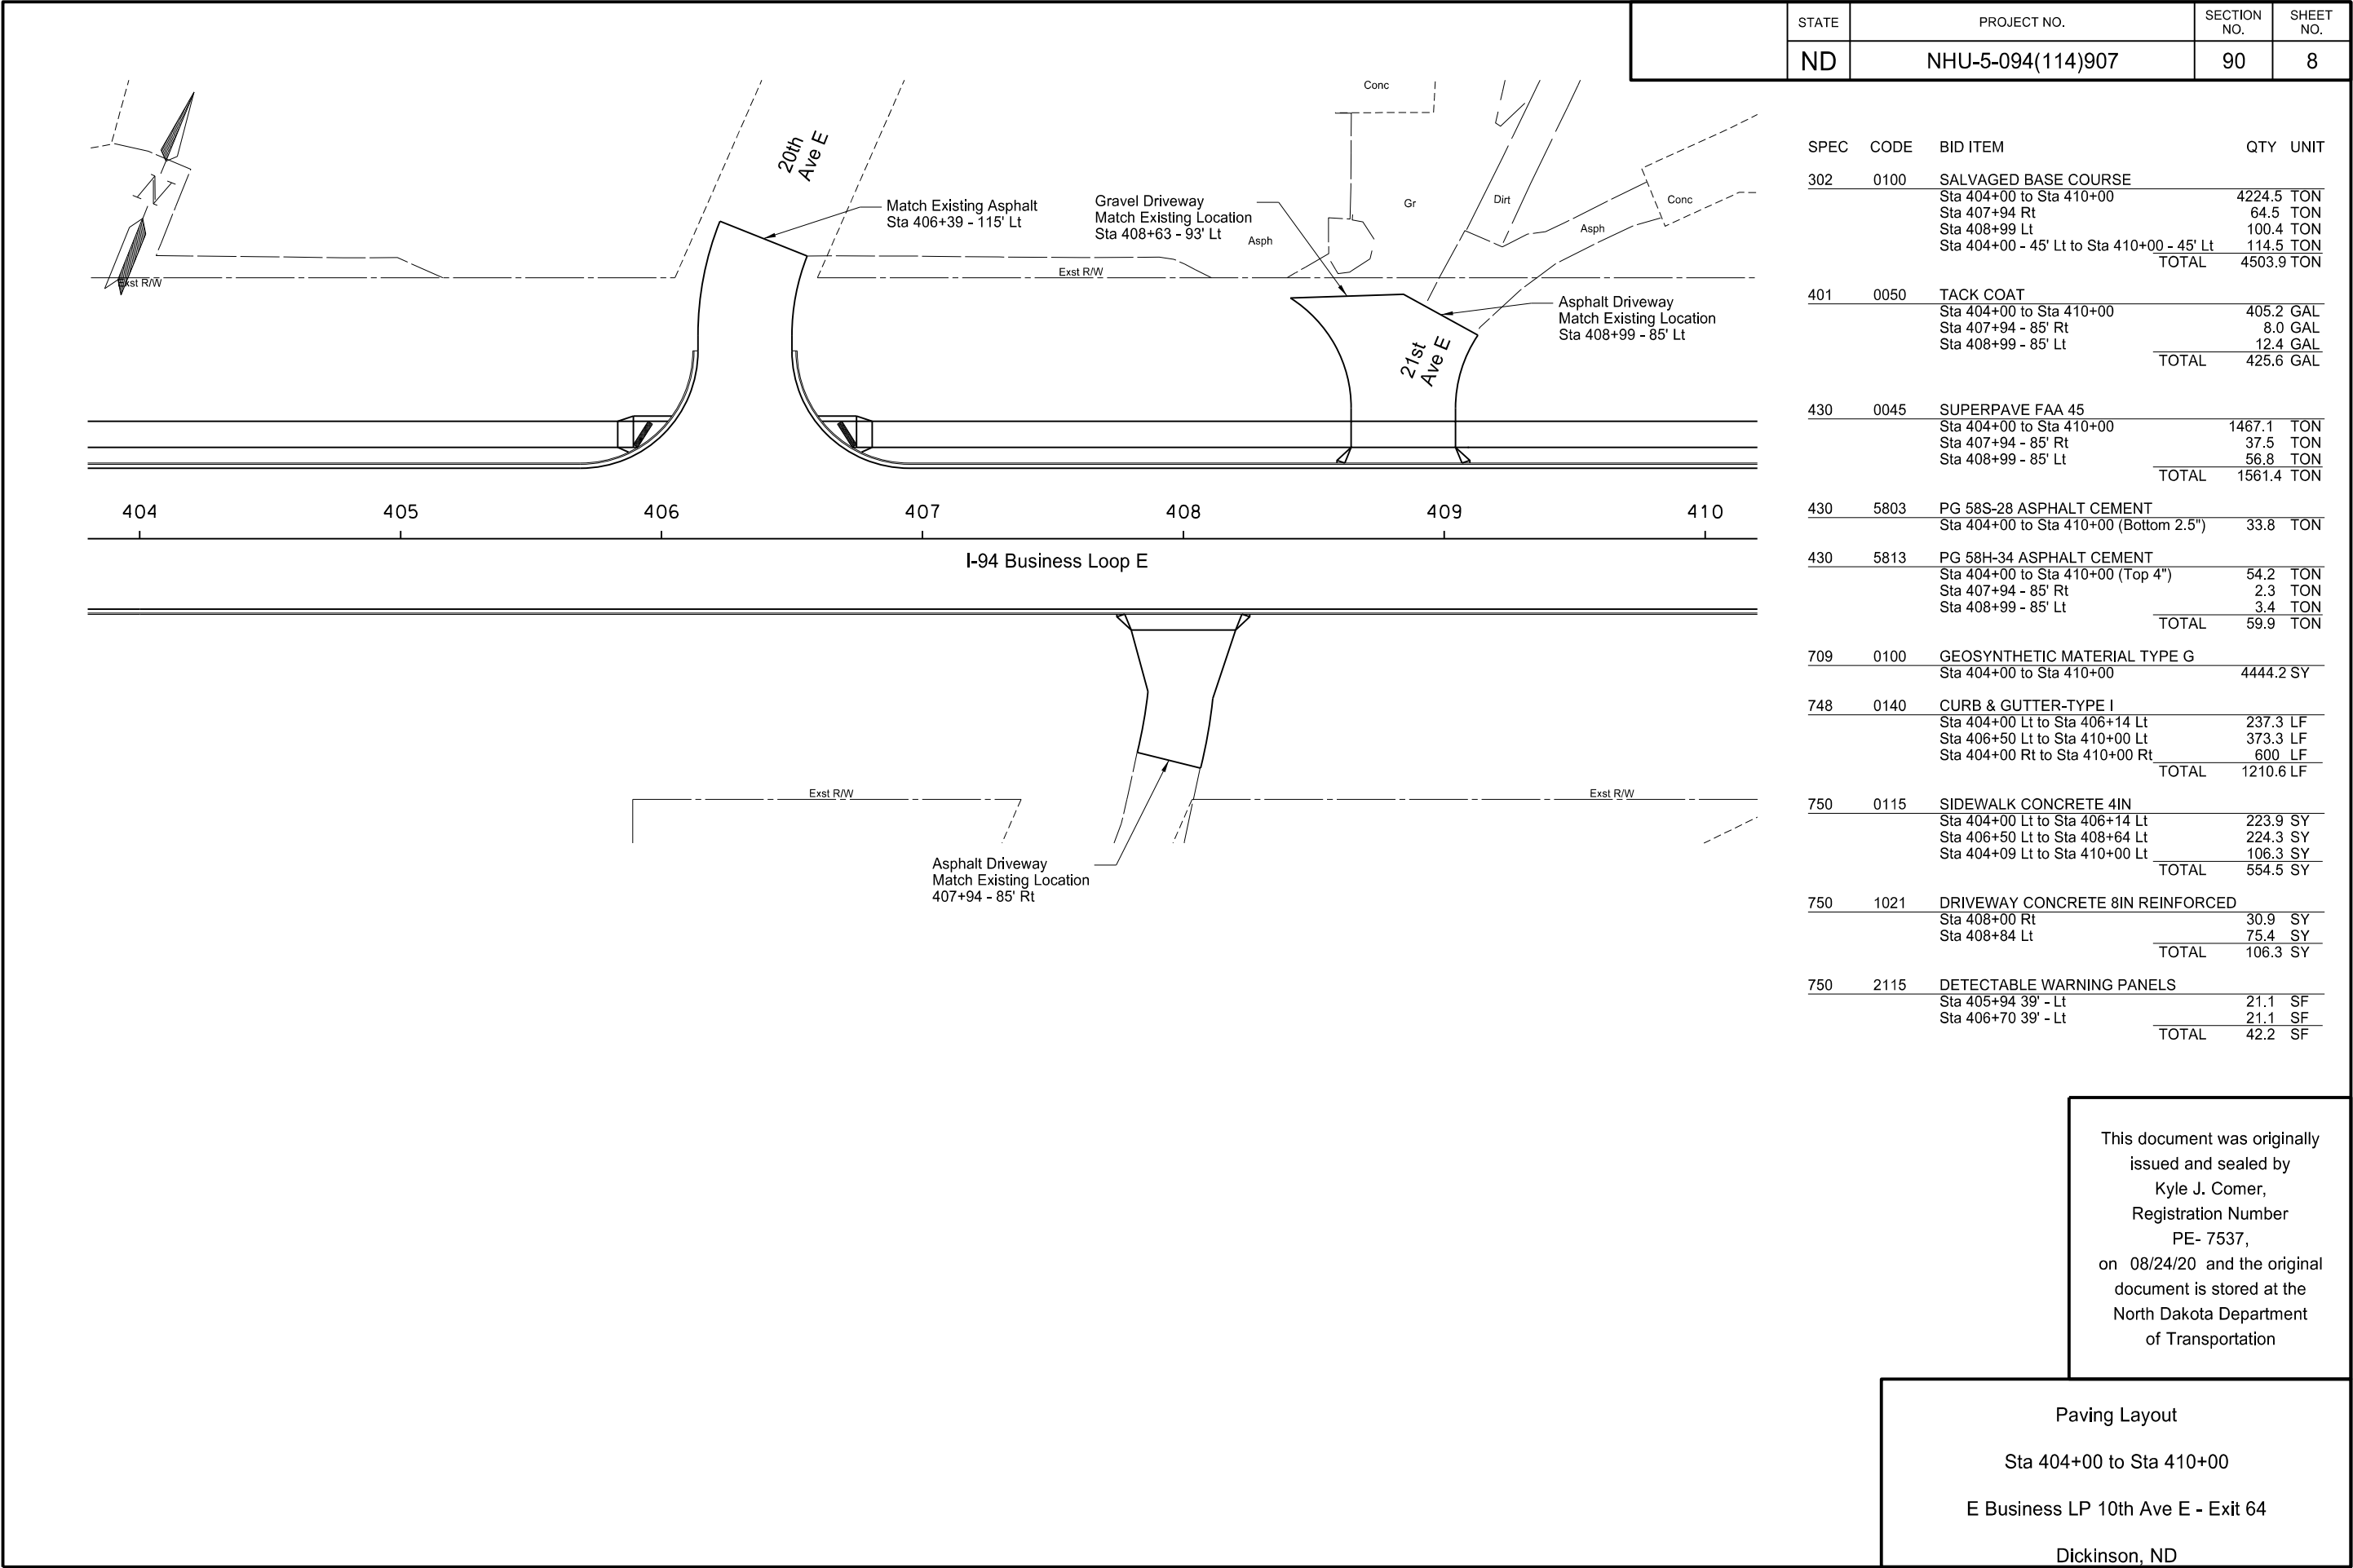 STATE PROJECT NO. SECTION NO. SHEET NO.
ND NHU-5-094(114)907 90 8
Conc
20th
Ave E
N
Match Existing Asphalt
Sta 406+39 - 115' Lt
Gravel Driveway
Match Existing Location
Sta 408+63 - 93' Lt
Asph
Gr
Dirt
Conc
Asph
Exst R/W
Exst R/W
Asphalt Driveway
Match Existing Location
Sta 408+99 - 85' Lt
21st
Ave E
404 405 406 407 408 409 410
I-94 Business Loop E
Exst R/W
Exst R/W
Asphalt Driveway
Match Existing Location
407+94 - 85' Rt
SPEC CODE BID ITEM QTY UNIT
302 0100 SALVAGED BASE COURSE
Sta 404+00 to Sta 410+00 4224.5 TON
Sta 407+94 Rt 64.5 TON
Sta 408+99 Lt 100.4 TON
Sta 404+00 - 45' Lt to Sta 410+00 - 45' Lt 114.5 TON
TOTAL 4503.9 TON
401 0050 TACK COAT
Sta 404+00 to Sta 410+00 405.2 GAL
Sta 407+94 - 85' Rt 8.0 GAL
Sta 408+99 - 85' Lt 12.4 GAL
TOTAL 425.6 GAL
430 0045 SUPERPAVE FAA 45
Sta 404+00 to Sta 410+00 1467.1 TON
Sta 407+94 - 85' Rt 37.5 TON
Sta 408+99 - 85' Lt 56.8 TON
TOTAL 1561.4 TON
430 5803 PG 58S-28 ASPHALT CEMENT
Sta 404+00 to Sta 410+00 (Bottom 2.5") 33.8 TON
430 5813 PG 58H-34 ASPHALT CEMENT
Sta 404+00 to Sta 410+00 (Top 4") 54.2 TON
Sta 407+94 - 85' Rt 2.3 TON
Sta 408+99 - 85' Lt 3.4 TON
TOTAL 59.9 TON
709 0100 GEOSYNTHETIC MATERIAL TYPE G
Sta 404+00 to Sta 410+00 4444.2 SY
748 0140 CURB & GUTTER-TYPE I
Sta 404+00 Lt to Sta 406+14 Lt 237.3 LF
Sta 406+50 Lt to Sta 410+00 Lt 373.3 LF
Sta 404+00 Rt to Sta 410+00 Rt 600 LF
TOTAL 1210.6 LF
750 0115 SIDEWALK CONCRETE 4IN
Sta 404+00 Lt to Sta 406+14 Lt 223.9 SY
Sta 406+50 Lt to Sta 408+64 Lt 224.3 SY
Sta 404+09 Lt to Sta 410+00 Lt 106.3 SY
TOTAL 554.5 SY
750 1021 DRIVEWAY CONCRETE 8IN REINFORCED
Sta 408+00 Rt 30.9 SY
Sta 408+84 Lt 75.4 SY
TOTAL 106.3 SY
750 2115 DETECTABLE WARNING PANELS
Sta 405+94 39' - Lt 21.1 SF
Sta 406+70 39' - Lt 21.1 SF
TOTAL 42.2 SF
This document was originally
issued and sealed by
Kyle J. Comer,
Registration Number
PE- 7537,
on 08/24/20 and the original
document is stored at the
North Dakota Department
of Transportation
Paving Layout
Sta 404+00 to Sta 410+00
E Business LP 10th Ave E - Exit 64
Dickinson, ND